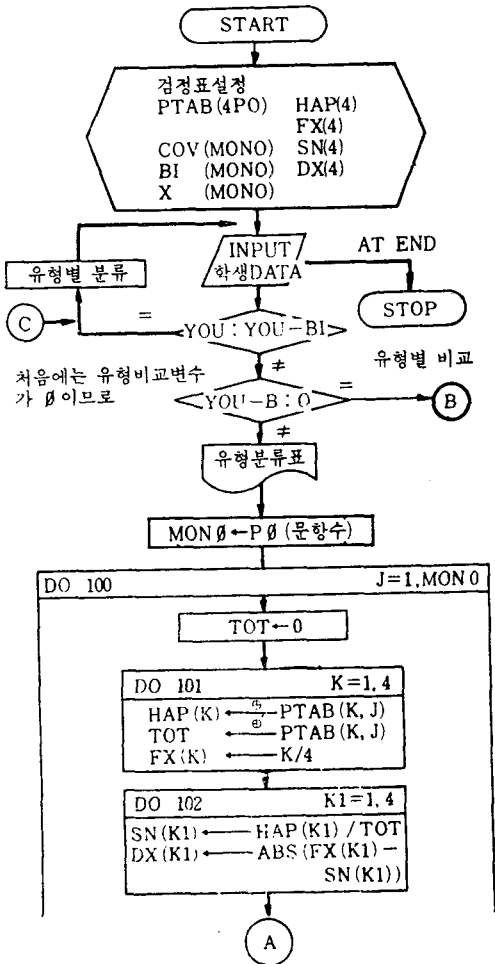 START
검정표설정
PTAB(4PO) HAP(4)
FX(4)
COV(MONO) SN(4)
BI (MONO) DX(4)
X (MONO)
INPUT
학생DATA
AT END
유형별 분류
STOP
C
=
YOU:YOU-BI
≠
처음에는 유형비교변수
가 Ø이므로
유형별 비교
YOU-B:O
=
B
≠
유형분류표
MONØ←PØ(문항수)
DO 100 J=1,MON0
TOT←0
DO 101 K=1,4
HAP(K)←PTAB(K,J)
TOT ←⊕ PTAB(K,J)
FX(K)←K/4
DO 102 K1=1,4
SN(K1)←HAP(K1)/TOT
DX(K1)←ABS(FX(K1)-
SN(K1))
A